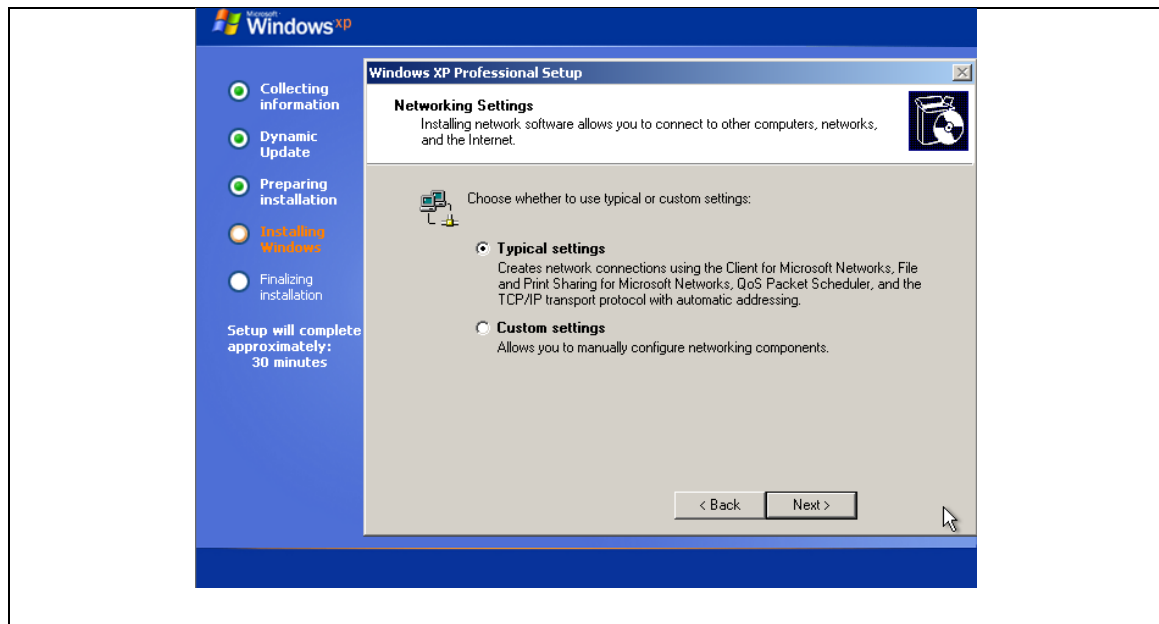 Microsoft
Windows xp
Collecting
information
Dynamic
Update
Preparing
installation
Installing
Windows
Finalizing
installation
Setup will complete
approximately:
30 minutes
Windows XP Professional Setup
Networking Settings
Installing network software allows you to connect to other computers, networks,
and the Internet.
Choose whether to use typical or custom settings:
Typical settings
Creates network connections using the Client for Microsoft Networks, File
and Print Sharing for Microsoft Networks, QoS Packet Scheduler, and the
TCP/IP transport protocol with automatic addressing.
Custom settings
Allows you to manually configure networking components.
< Back
Next >